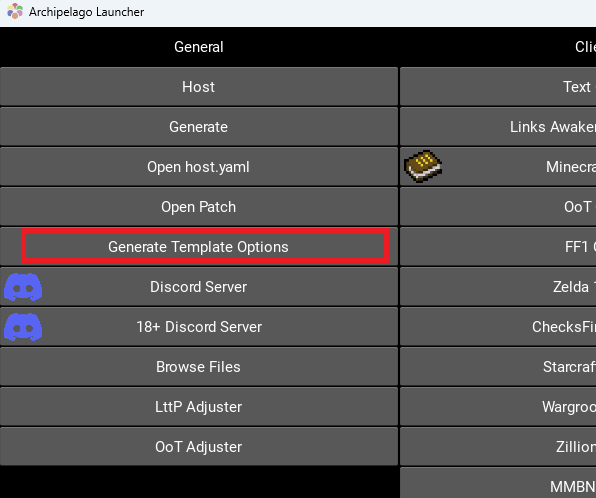 Archipelago Launcher
General
Host
Generate
Open host.yaml
Open Patch
Generate Template Options
Discord Server
18+ Discord Server
Browse Files
LttP Adjuster
OoT Adjuster
Clie
Text
Links Awaken
Minecra
OoT
FF1 C
Zelda 1
ChecksFin
Starcraf
Wargroo
Zillion
MMBN